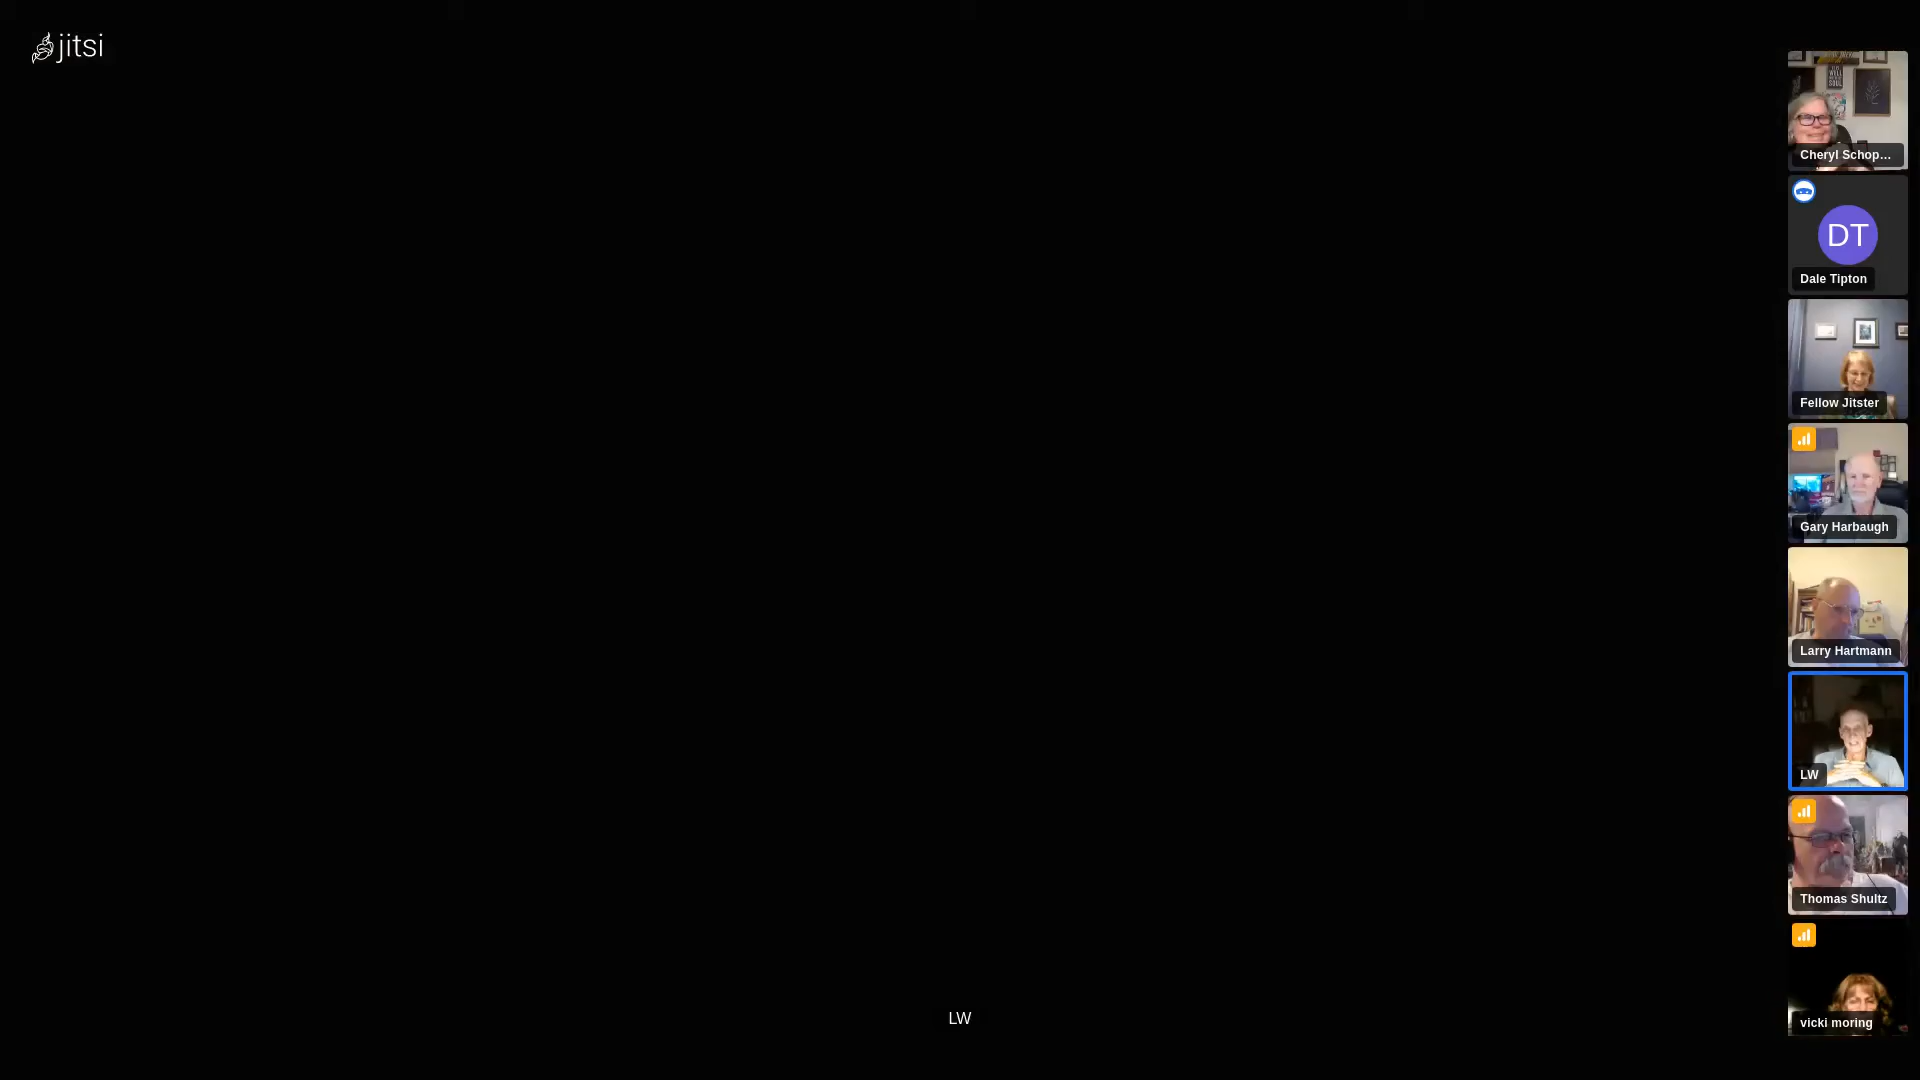 jitsi
Cheryl Schop...
DT
Dale Tipton
Fellow Jitster
Gary Harbaugh
Larry Hartmann
LW
Thomas Shultz
vicki moring
LW